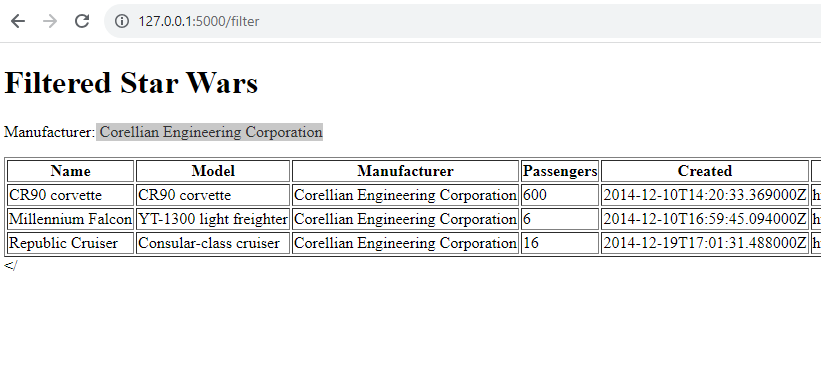 127.0.0.1:5000/filter
Filtered Star Wars
Manufacturer: Corellian Engineering Corporation
Name Model Manufacturer Passengers Created
CR90 corvette CR90 corvette Corellian Engineering Corporation 600 2014-12-10T14:20:33.369000Z h
Millennium Falcon YT-1300 light freighter Corellian Engineering Corporation 6 2014-12-10T16:59:45.094000Z h
Republic Cruiser Consular-class cruiser Corellian Engineering Corporation 16 2014-12-19T17:01:31.488000Z h
</